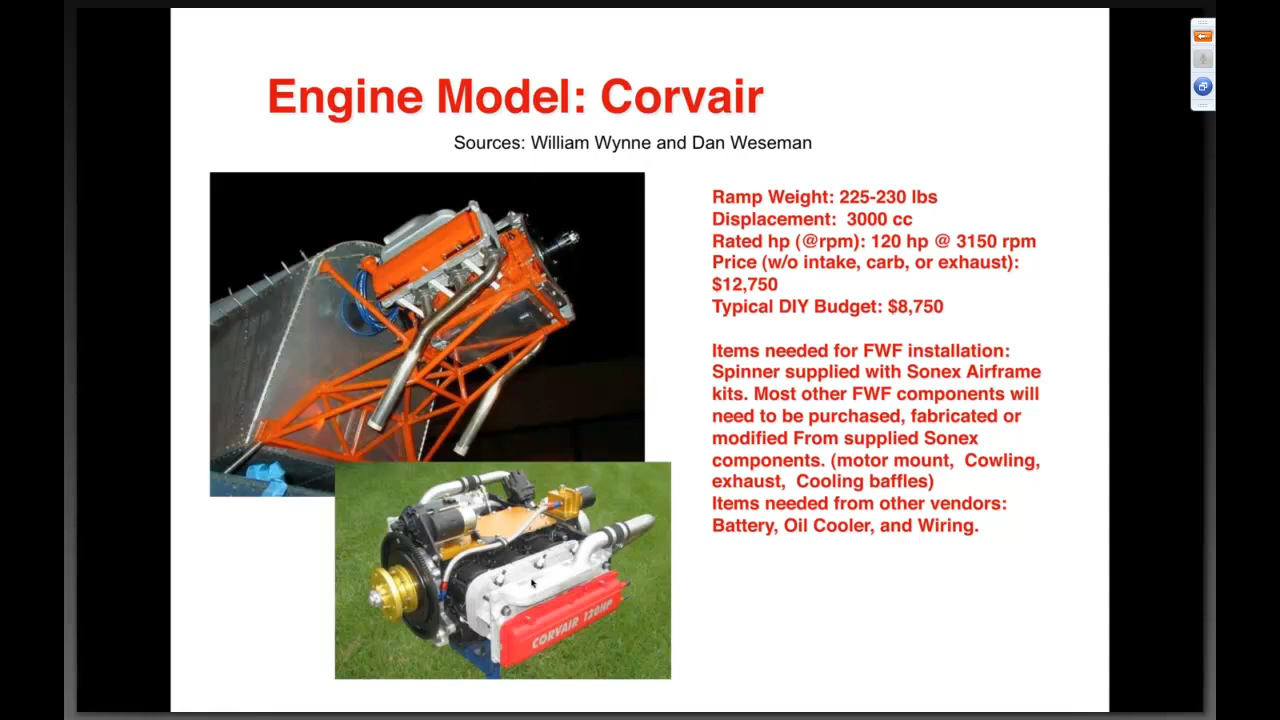 Engine Model: Corvair
Sources: William Wynne and Dan Weseman
Ramp Weight: 225-230 lbs
Displacement:  3000 cc
Rated hp (@rpm): 120 hp @ 3150 rpm
Price (w/o intake, carb, or exhaust):
$12,750
Typical DIY Budget: $8,750
Items needed for FWF installation:
Spinner supplied with Sonex Airframe
kits. Most other FWF components will
need to be purchased, fabricated or
modified From supplied Sonex
components. (motor mount,  Cowling,
exhaust,  Cooling baffles)
Items needed from other vendors:
Battery, Oil Cooler, and Wiring.
CORVAIR 120HP